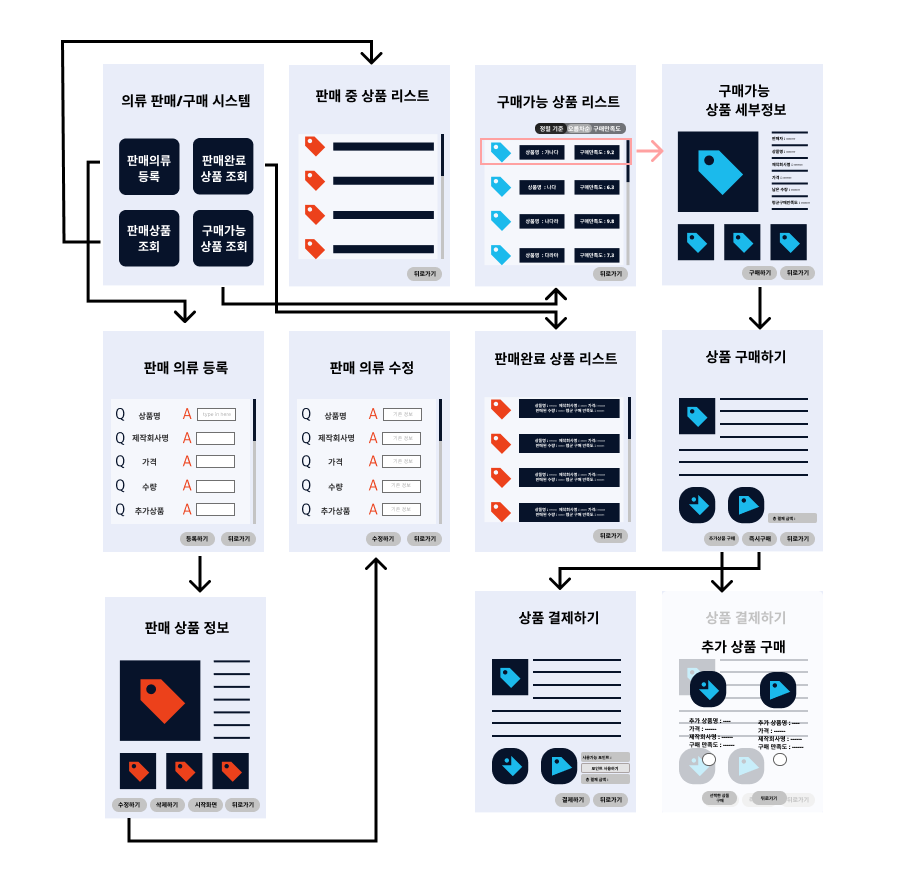 의류 판매/구매 시스템
판매의류
등록
판매완료
상품 조회
판매상품
조회
구매가능
상품 조회
판매 중 상품 리스트
뒤로가기
구매가능 상품 리스트
정렬 기준 상품이름순 구매만족도
상품명 : 가나다 구매만족도 : 9.2
상품명 : 나다 구매만족도 : 6.3
상품명 : 나다라 구매만족도 : 9.8
상품명 : 다라마 구매만족도 : 7.3
뒤로가기
구매가능
상품 세부정보
판매자 : -----
상품명 : -----
제작회사명 : -----
가격 : -----
남은 수량 : -----
평균구매만족도 : -----
구매하기 뒤로가기
판매 의류 등록
Q 상품명 A type in here
Q 제작회사명 A
Q 가격 A
Q 수량 A
Q 추가상품 A
등록하기 뒤로가기
판매 의류 수정
Q 상품명 A 기존 정보
Q 제작회사명 A 기존 정보
Q 가격 A 기존 정보
Q 수량 A 기존 정보
Q 추가상품 A 기존 정보
수정하기 뒤로가기
판매완료 상품 리스트
상품명 : ---- 제작회사명 : ---- 가격 : ----
판매된 수량 : ---- 평균 구매 만족도 : ----
상품명 : ---- 제작회사명 : ---- 가격 : ----
판매된 수량 : ---- 평균 구매 만족도 : ----
상품명 : ---- 제작회사명 : ---- 가격 : ----
판매된 수량 : ---- 평균 구매 만족도 : ----
상품명 : ---- 제작회사명 : ---- 가격 : ----
판매된 수량 : ---- 평균 구매 만족도 : ----
뒤로가기
상품 구매하기
총 결제 금액 :
추가상품 구매 즉시구매 뒤로가기
판매 상품 정보
수정하기 삭제하기 시작화면 뒤로가기
상품 결제하기
사용가능 포인트 :
포인트 사용하기
총 결제 금액 :
결제하기 뒤로가기
상품 결제하기
추가 상품 구매
추가 상품명 : ----
가격 : ------
제작회사명 : ------
구매 만족도 : ------
추가 상품명 : ----
가격 : ------
제작회사명 : ------
구매 만족도 : ------
선택한 상품
구매
뒤로가기
뒤로가기